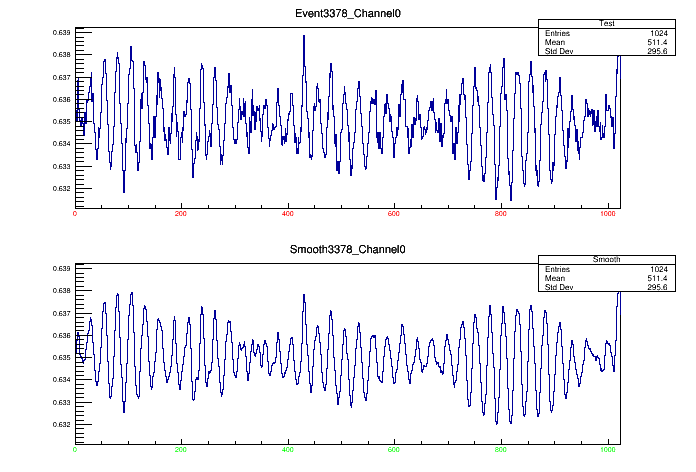 Event3378_Channel0
Test
Entries 1024
Mean 511.4
Std Dev 295.6
0.639
0.638
0.637
0.636
0.635
0.634
0.633
0.632
0 200 400 600 800 1000
Smooth3378_Channel0
Smooth
Entries 1024
Mean 511.4
Std Dev 295.6
0.639
0.638
0.637
0.636
0.635
0.634
0.633
0.632
0 200 400 600 800 1000